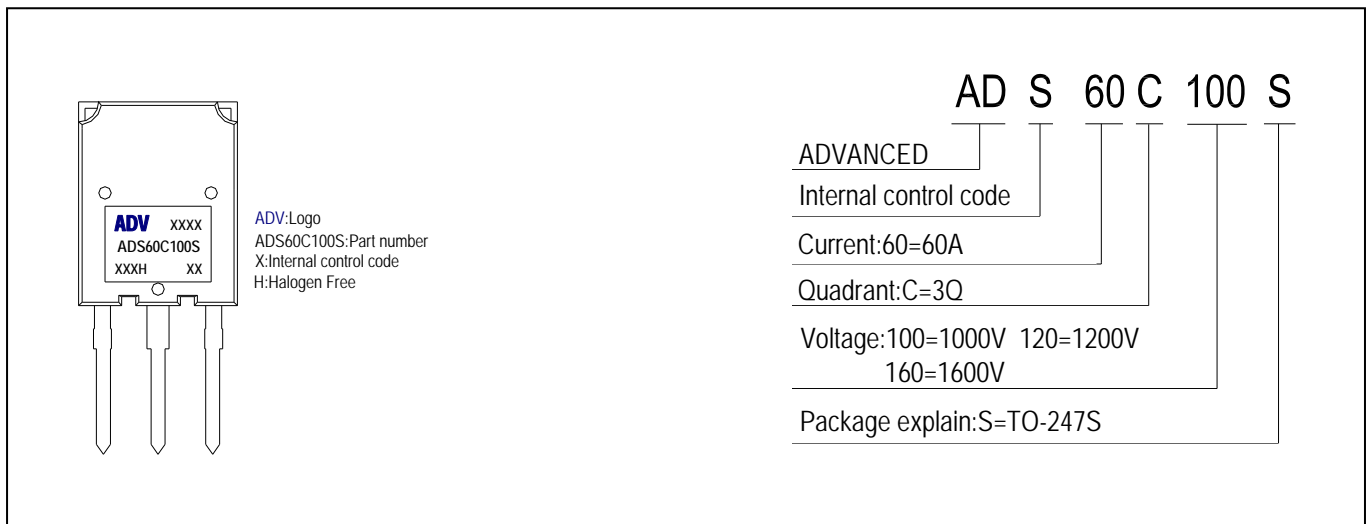 ADV XXXX
ADS60C100S
XXXH XX
ADV:Logo
ADS60C100S:Part number
X:Internal control code
H:Halogen Free
AD S 60 C 100 S
ADVANCED
Internal control code
Current:60=60A
Quadrant:C=3Q
Voltage:100=1000V 120=1200V
160=1600V
Package explain:S=TO-247S